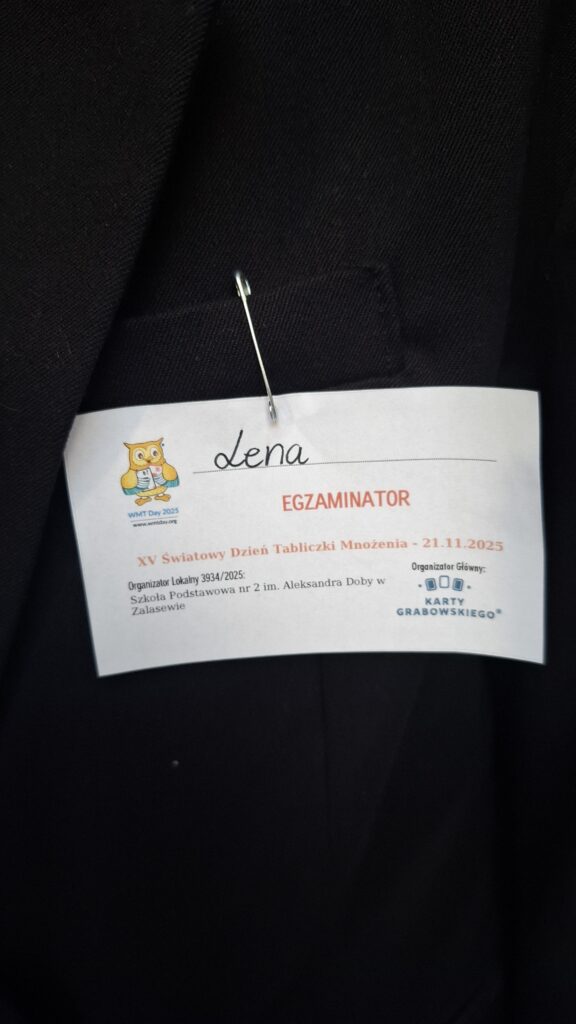 Lena
EGZAMINATOR
WMT Day 2025
www.wmtday.org
XV Światowy Dzień Tabliczki Mnożenia - 21.11.2025
Organizator Lokalny 3934/2025:
Szkoła Podstawowa nr 2 im. Aleksandra Doby w
Zalasewie
Organizator Główny:
KARTY
GRABOWSKIEGO®